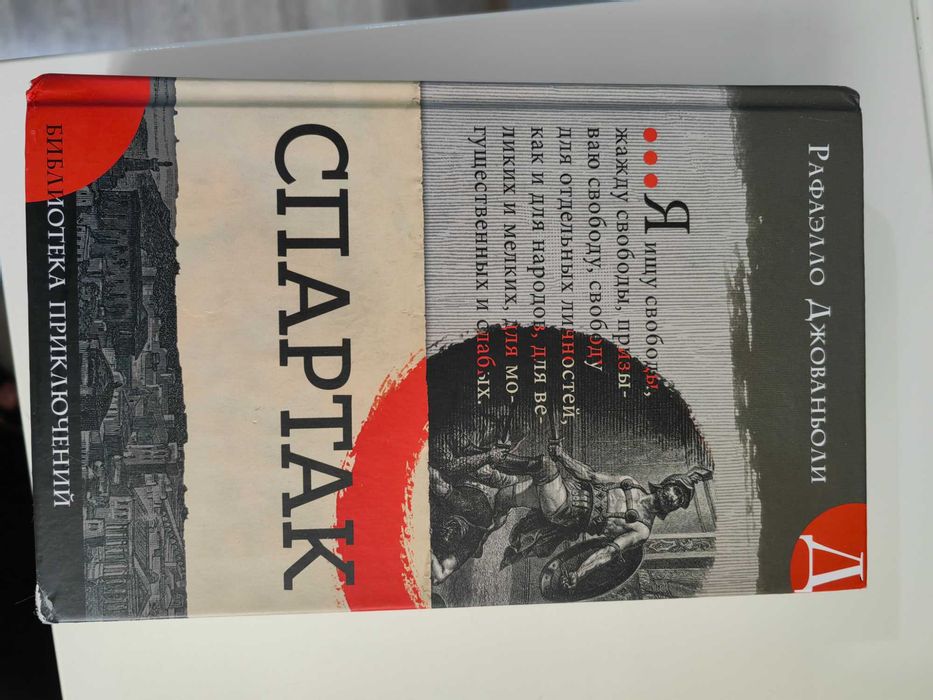 Рафаэлло Джованьоли
Д
...Я ищу свободы,
жажду свободы, призы-
ваю свободу, свободу
для отдельных личностей,
как и для народов, для ве-
ликих и мелких, для мо-
гущественных и слабых.
СПАРТАК
БИБЛИОТЕКА ПРИКЛЮЧЕНИЙ